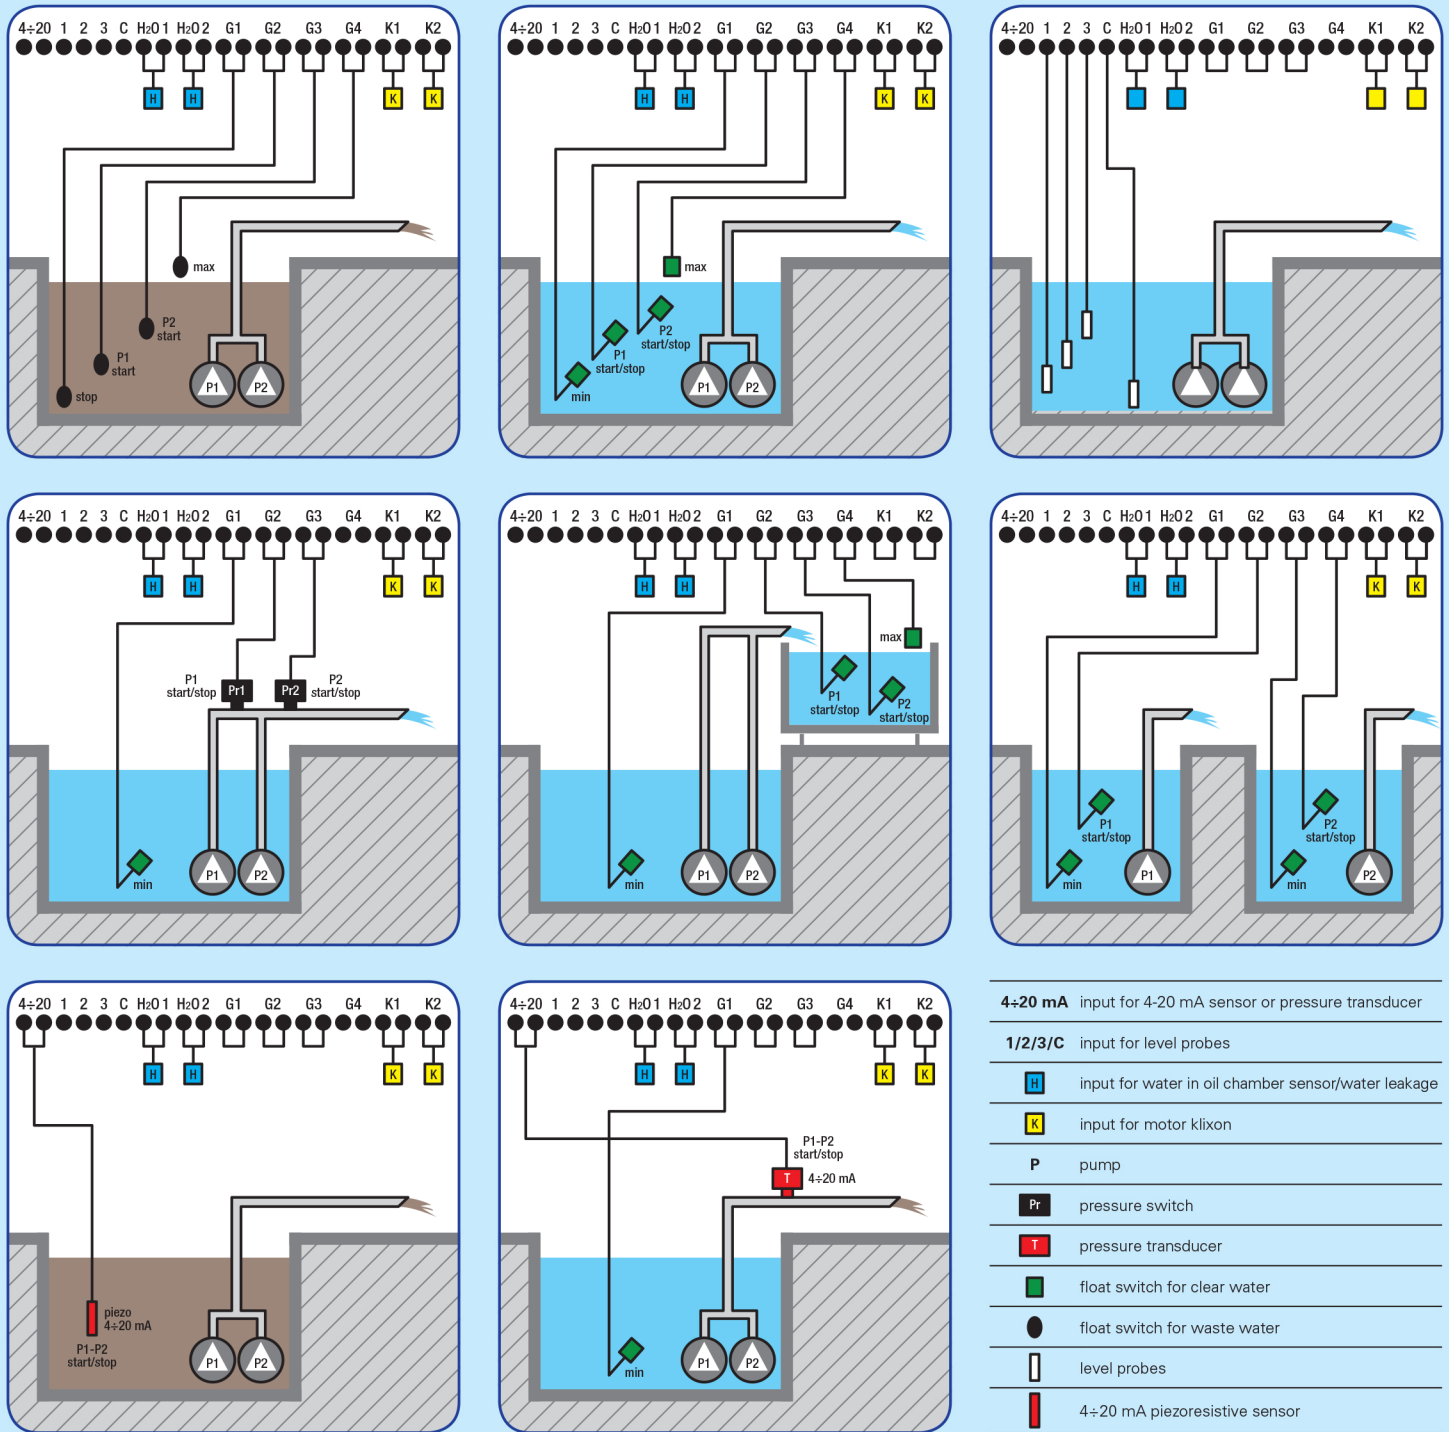 4÷20 1 2 3 C H2O 1 H2O 2 G1 G2 G3 G4 K1 K2
H H K K
max
P2
start
P1
start
stop
P1 P2
4÷20 1 2 3 C H2O 1 H2O 2 G1 G2 G3 G4 K1 K2
H H K K
max
P2
start/stop
P1
start/stop
min
P1 P2
4÷20 1 2 3 C H2O 1 H2O 2 G1 G2 G3 G4 K1 K2
4÷20 1 2 3 C H2O 1 H2O 2 G1 G2 G3 G4 K1 K2
H H K K
P1
start/stop
Pr1 Pr2
P2
start/stop
min
P1 P2
4÷20 1 2 3 C H2O 1 H2O 2 G1 G2 G3 G4 K1 K2
H H
max
P1
start/stop
P2
start/stop
min
P1 P2
4÷20 1 2 3 C H2O 1 H2O 2 G1 G2 G3 G4 K1 K2
H H K K
P1
start/stop
min
P1
P2
start/stop
min
P2
4÷20 1 2 3 C H2O 1 H2O 2 G1 G2 G3 G4 K1 K2
H H K K
piezo
4÷20 mA
P1-P2
start/stop
P1 P2
4÷20 1 2 3 C H2O 1 H2O 2 G1 G2 G3 G4 K1 K2
H H K K
P1-P2
start/stop
T 4÷20 mA
min
P1 P2
4÷20 mA input for 4-20 mA sensor or pressure transducer
1/2/3/C input for level probes
H input for water in oil chamber sensor/water leakage
K input for motor klixon
P pump
Pr pressure switch
T pressure transducer
float switch for clear water
float switch for waste water
level probes
4÷20 mA piezoresistive sensor